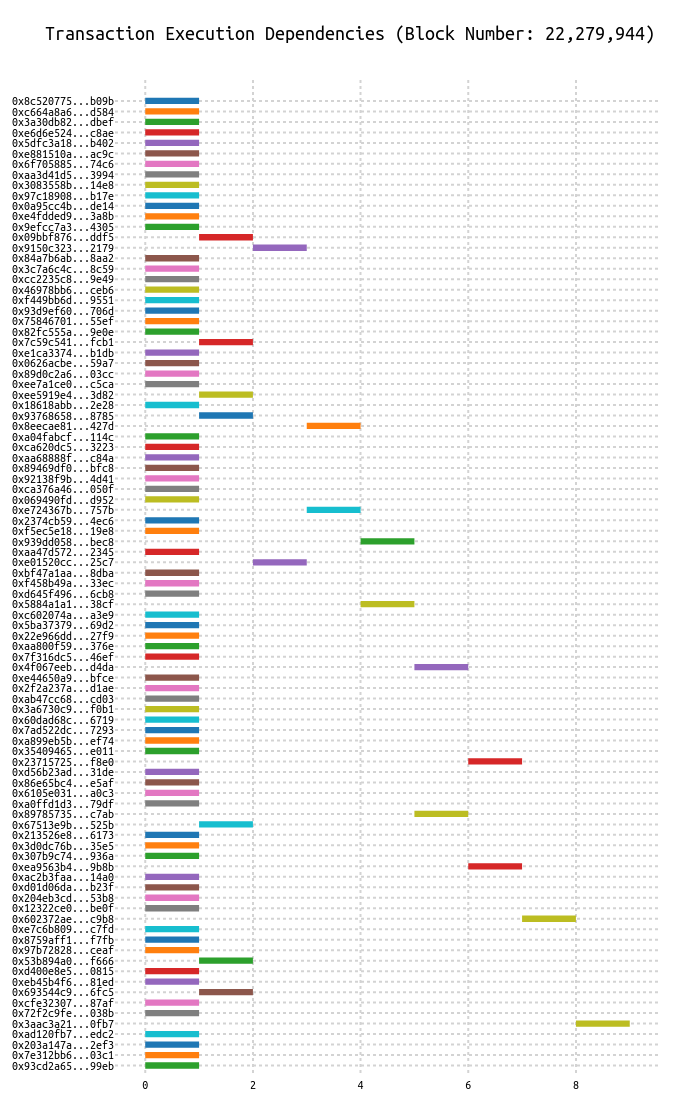 Transaction Execution Dependencies (Block Number: 22,279,944)
0x8c520775...b09b
0xc664a8a6...d584
0x3a30db82...dbef
0xe6d6e524...c8ae
0x5dfc3a18...b402
0xe881510a...ac9c
0x6f705885...74c6
0xaa3d41d5...3994
0x3083558b...14e8
0x97c18908...b17e
0x0a95cc4b...de14
0xe4fdded9...3a8b
0x9efcc7a3...4305
0x09bbf876...ddf5
0x9150c323...2179
0x84a7b6ab...8aa2
0x3c7a6c4c...8c59
0xcc2235c8...9e49
0x46978bb6...ceb6
0xf449bb6d...9551
0x93d9ef60...706d
0x75846701...55ef
0x82fc555a...9e0e
0x7c59c541...fcb1
0xe1ca3374...b1db
0x0626acbe...59a7
0x89d0c2a6...03cc
0xee7a1ce0...c5ca
0xee5919e4...3d82
0x18618abb...2e28
0x93768658...8785
0x8eecae81...427d
0xa04fabcf...114c
0xca620dc5...3223
0xaa68888f...c84a
0x89469df0...bfc8
0x92138f9b...4d41
0xca376a46...050f
0x069490fd...d952
0xe724367b...757b
0x2374cb59...4ec6
0xf5ec5e18...19e8
0x939dd058...bec8
0xaa47d572...2345
0xe01520cc...25c7
0xbf47a1aa...8dba
0xf458b49a...33ec
0xd645f496...6cb8
0x5884a1a1...38cf
0xc602074a...a3e9
0x5ba37379...69d2
0x22e966dd...27f9
0xaa800f59...376e
0x7f316dc5...46ef
0x4f067eeb...d4da
0xe44650a9...bfce
0x2f2a237a...d1ae
0xab47cc68...cd03
0x3a6730c9...f0b1
0x60dad68c...6719
0x7ad522dc...7293
0xa899eb5b...ef74
0x35409465...e011
0x23715725...f8e0
0xd56b23ad...31de
0x86e65bc4...e5af
0x6105e031...a0c3
0xa0ffd1d3...79df
0x89785735...c7ab
0x67513e9b...525b
0x213526e8...6173
0x3d0dc76b...35e5
0x307b9c74...936a
0xea9563b4...9b8b
0xac2b3faa...14a0
0xd01d06da...b23f
0x204eb3cd...53b8
0x12322ce0...be0f
0x602372ae...c9b8
0xe7c6b809...c7fd
0x8759aff1...f7fb
0x97b72828...ceaf
0x53b894a0...f666
0xd400e8e5...0815
0xeb45b4f6...81ed
0x693544c9...6fc5
0xcfe32307...87af
0x72f2c9fe...038b
0x3aac3a21...0fb7
0xad120fb7...edc2
0x203a147a...2ef3
0x7e312bb6...03c1
0x93cd2a65...99eb
0 2 4 6 8